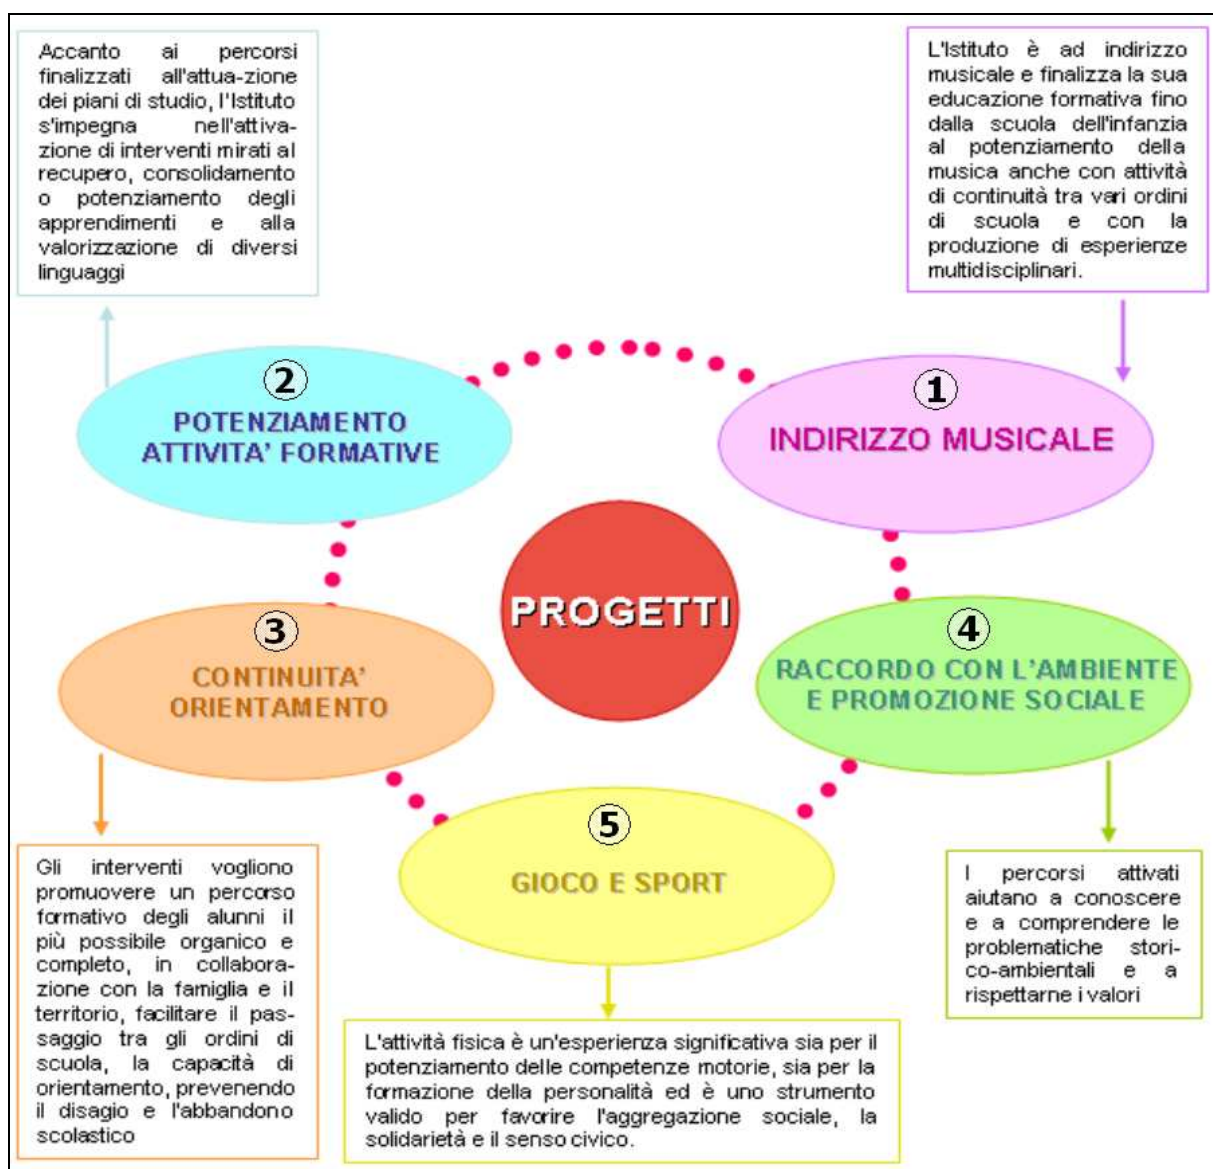 Accanto ai percorsi
finalizzati all'attua-zione
dei piani di studio, l'Istituto
s'impegna nell'attiva-
zione di interventi mirati al
recupero, consolidamento
o potenziamento degli
apprendimenti e alla
valorizzazione di diversi
linguaggi
L'Istituto è ad indirizzo
musicale e finalizza la sua
educazione formativa fino
dalla scuola dell'infanzia
al potenziamento della
musica anche con attività
di continuità tra vari ordini
di scuola e con la
produzione di esperienze
multidisciplinari.
2
POTENZIAMENTO
ATTIVITA' FORMATIVE
1
INDIRIZZO MUSICALE
PROGETTI
3
CONTINUITA'
ORIENTAMENTO
4
RACCORDO CON L'AMBIENTE
E PROMOZIONE SOCIALE
5
GIOCO E SPORT
Gli interventi vogliono
promuovere un percorso
formativo degli alunni il
più possibile organico e
completo, in collabora-
zione con la famiglia e il
territorio, facilitare il pas-
saggio tra gli ordini di
scuola, la capacità di
orientamento, prevenendo
il disagio e l'abbandono
scolastico
I percorsi attivati
aiutano a conoscere
e a comprendere le
problematiche stori-
co-ambientali e a
rispettarne i valori
L'attività fisica è un'esperienza significativa sia per il
potenziamento delle competenze motorie, sia per la
formazione della personalità ed è uno strumento
valido per favorire l'aggregazione sociale, la
solidarietà e il senso civico.